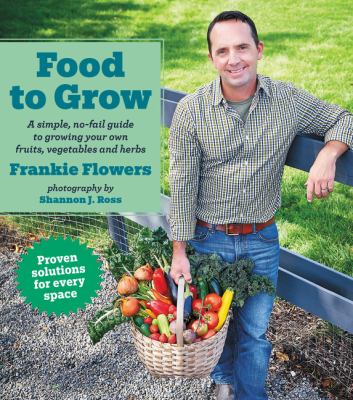 Food
to Grow
A simple, no-fail guide
to growing your own
fruits, vegetables and herbs
Frankie Flowers
photography by
Shannon J. Ross
Proven
solutions
for every
space